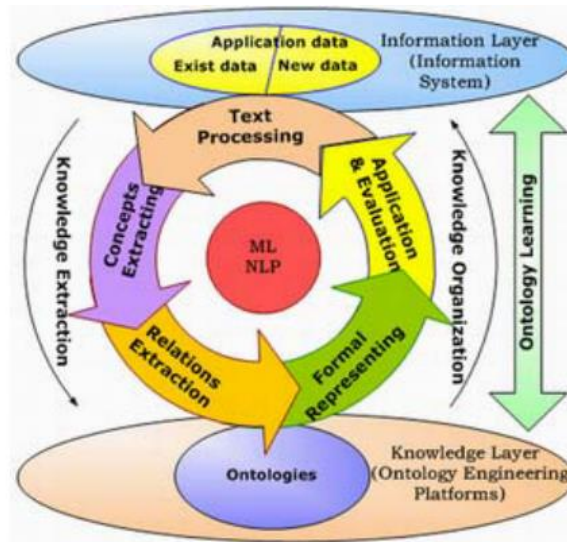 Application data
Exist data
New data
Information Layer
(Information
System)
Text
Processing
Concepts
Extracting
Application
& Evaluation
Knowledge Extraction
ML
NLP
Knowledge Organization
Ontology Learning
Relations
Extraction
Formal
Representing
Ontologies
Knowledge Layer
(Ontology Engineering
Platforms)